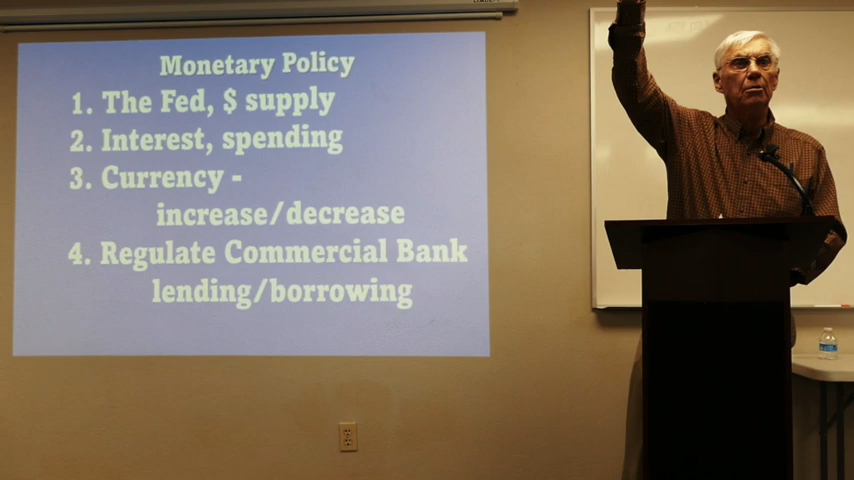 Monetary Policy
1. The Fed, $ supply
2. Interest, spending
3. Currency -
increase/decrease
4. Regulate Commercial Bank
lending/borrowing